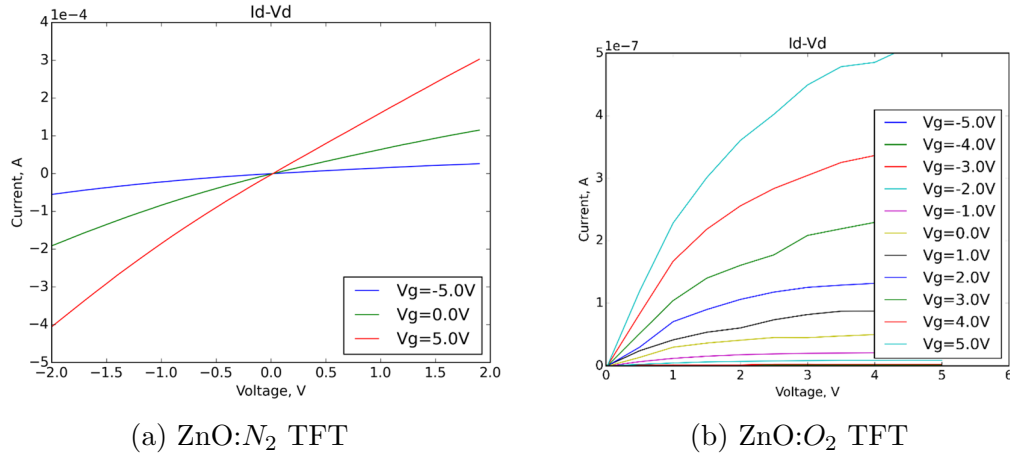 1e−4
Id-Vd
4
3
2
1
0
−1
−2
−3
−4
−5
Current, A
−2.0 −1.5 −1.0 −0.5 0.0 0.5 1.0 1.5 2.0
Voltage, V
Vg=-5.0V
Vg=0.0V
Vg=5.0V
(a) ZnO:N₂ TFT
1e−7
Id-Vd
5
4
3
2
1
0
Current, A
0 1 2 3 4 5 6
Voltage, V
Vg=-5.0V
Vg=-4.0V
Vg=-3.0V
Vg=-2.0V
Vg=-1.0V
Vg=0.0V
Vg=1.0V
Vg=2.0V
Vg=3.0V
Vg=4.0V
Vg=5.0V
(b) ZnO:O₂ TFT